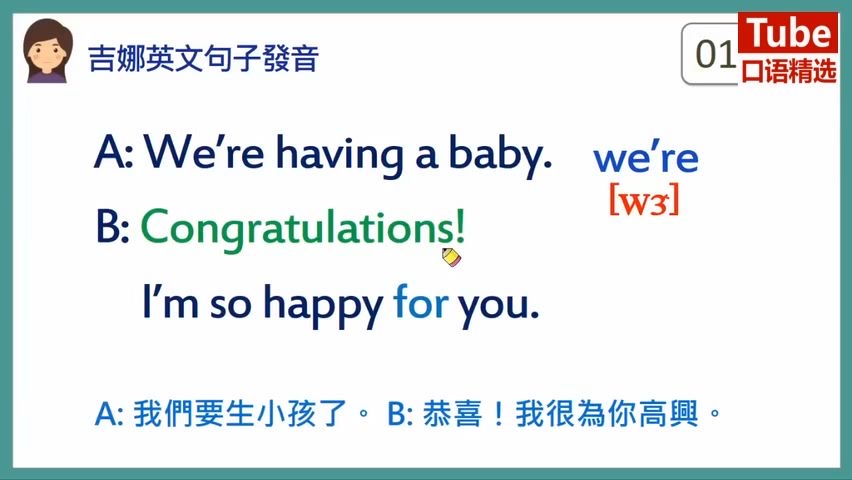 吉娜英文句子發音
01
Tube
口语精选
A: We're having a baby.
we're
[wɝ]
B: Congratulations!
I'm so happy for you.
A: 我們要生小孩了。 B: 恭喜！我很為你高興。